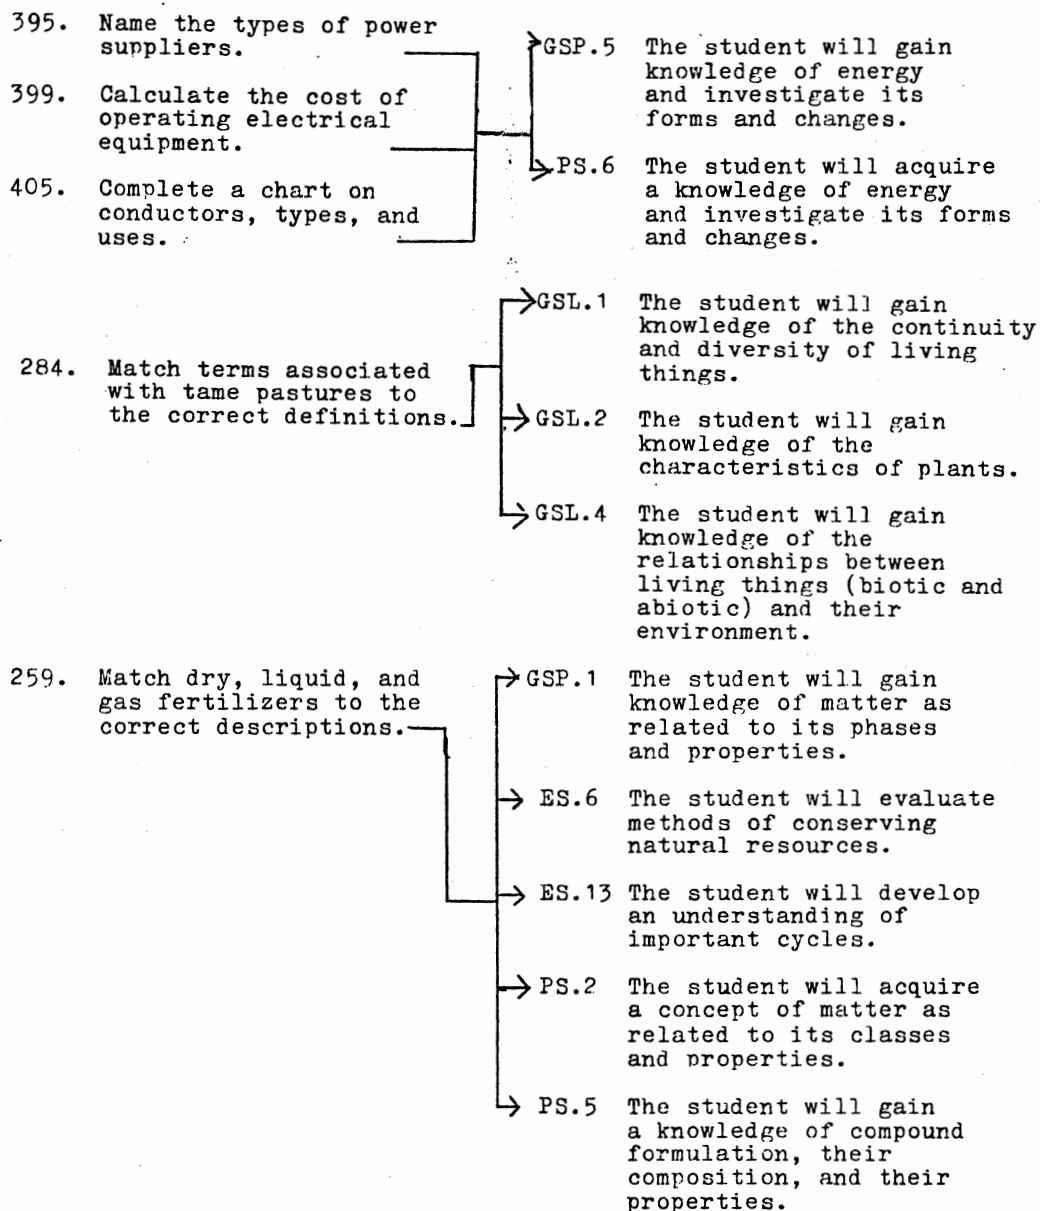 395. Name the types of power
suppliers.
399. Calculate the cost of
operating electrical
equipment.
405. Complete a chart on
conductors, types, and
uses.
GSP.5 The student will gain
knowledge of energy
and investigate its
forms and changes.
PS.6 The student will acquire
a knowledge of energy
and investigate its forms
and changes.
284. Match terms associated
with tame pastures to
the correct definitions.
GSL.1 The student will gain
knowledge of the continuity
and diversity of living
things.
GSL.2 The student will gain
knowledge of the
characteristics of plants.
GSL.4 The student will gain
knowledge of the
relationships between
living things (biotic and
abiotic) and their
environment.
259. Match dry, liquid, and
gas fertilizers to the
correct descriptions.
GSP.1 The student will gain
knowledge of matter as
related to its phases
and properties.
ES.6 The student will evaluate
methods of conserving
natural resources.
ES.13 The student will develop
an understanding of
important cycles.
PS.2 The student will acquire
a concept of matter as
related to its classes
and properties.
PS.5 The student will gain
a knowledge of compound
formulation, their
composition, and their
properties.